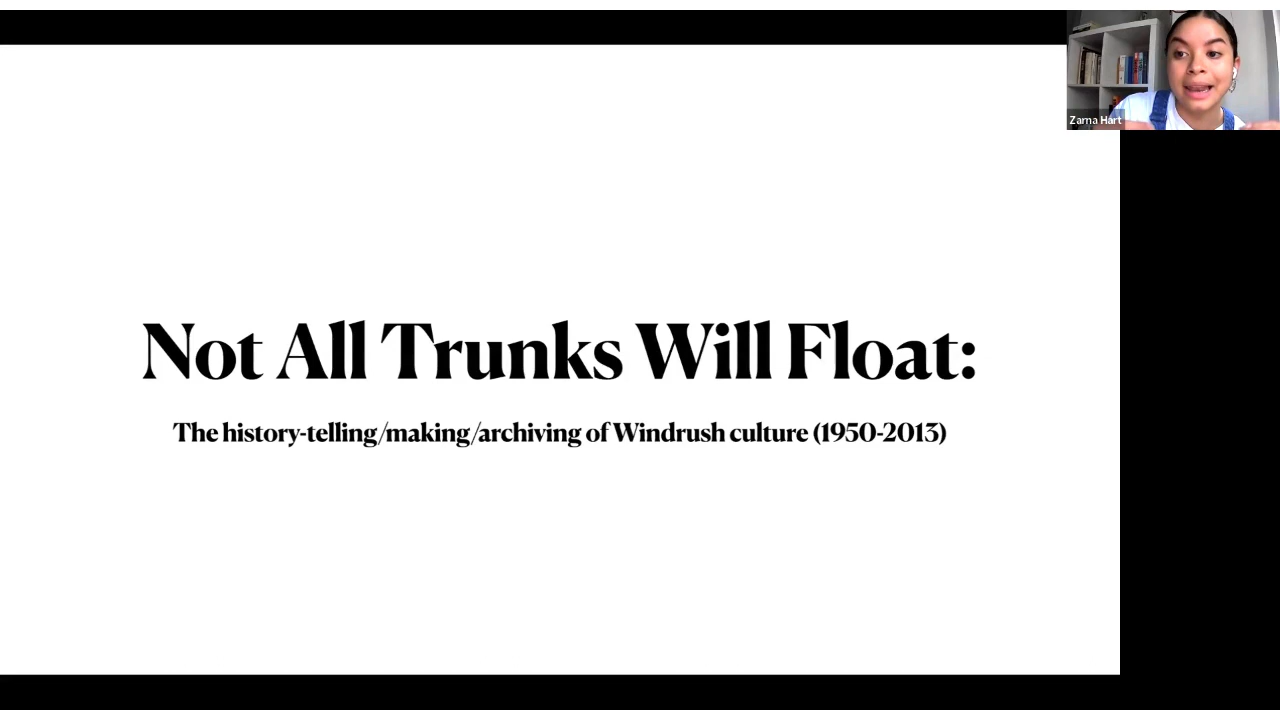 Zarna Hart
Not All Trunks Will Float:
The history-telling/making/archiving of Windrush culture (1950-2013)